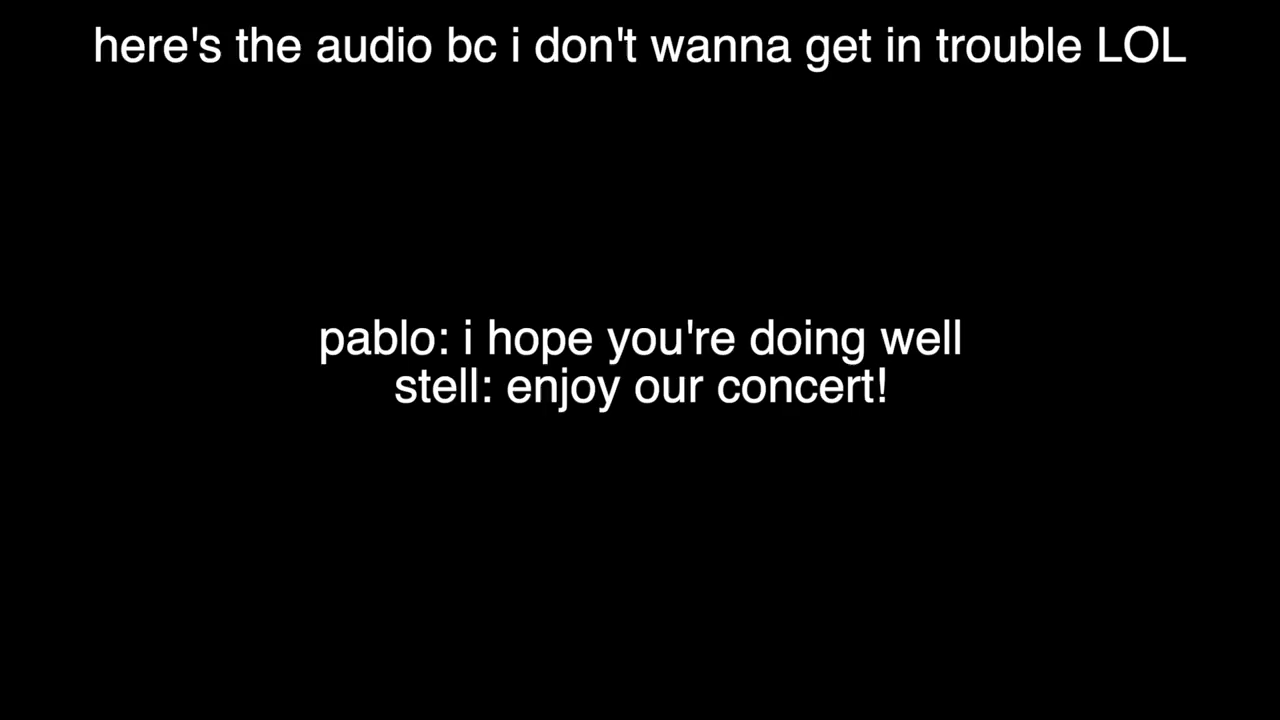 here's the audio bc i don't wanna get in trouble LOL
pablo: i hope you're doing well
stell: enjoy our concert!